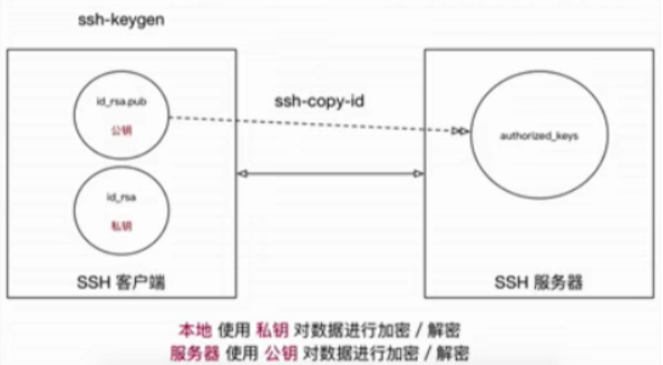 ssh-keygen
id_rsa.pub
公钥
ssh-copy-id
authorized_keys
id_rsa
私钥
SSH 客户端
SSH 服务器
本地 使用 私钥 对数据进行加密 / 解密
服务器 使用 公钥 对数据进行加密 / 解密